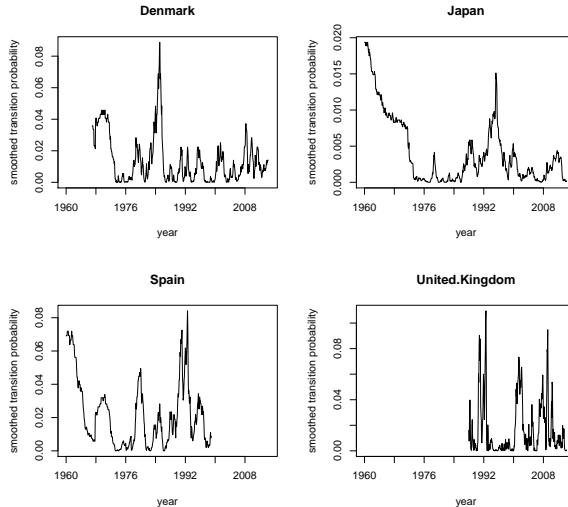 Denmark
smoothed transition probability
0.00 0.02 0.04 0.06 0.08
1960 1976 1992 2008
year
Japan
smoothed transition probability
0.000 0.005 0.010 0.015 0.020
1960 1976 1992 2008
year
Spain
smoothed transition probability
0.00 0.02 0.04 0.06 0.08
1960 1976 1992 2008
year
United.Kingdom
smoothed transition probability
0.00 0.04 0.08
1960 1976 1992 2008
year